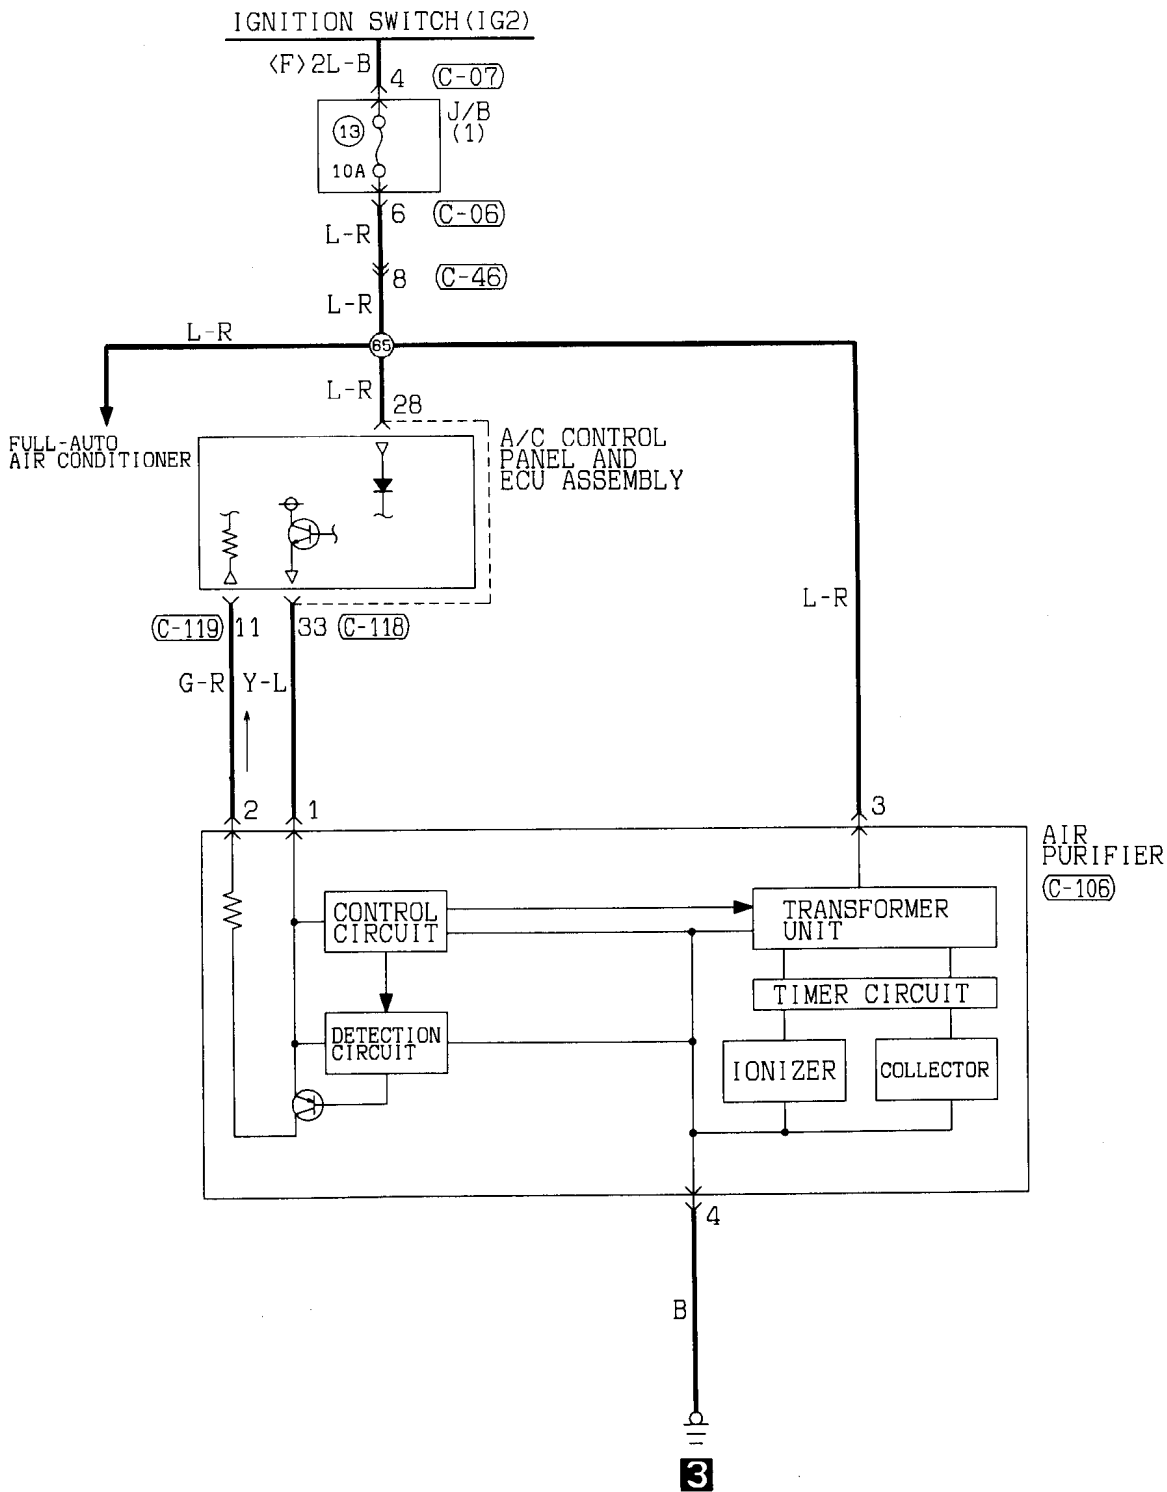 IGNITION SWITCH(IG2)
<F>2L-B
4
C-07
J/B
(1)
13
10A
6
C-06
L-R
8
C-46
L-R
L-R
65
L-R
28
FULL-AUTO
AIR CONDITIONER
A/C CONTROL
PANEL AND
ECU ASSEMBLY
L-R
C-119
11
33
C-118
G-R
Y-L
2
1
3
AIR
PURIFIER
C-106
CONTROL
CIRCUIT
TRANSFORMER
UNIT
TIMER CIRCUIT
DETECTION
CIRCUIT
IONIZER
COLLECTOR
4
B
3